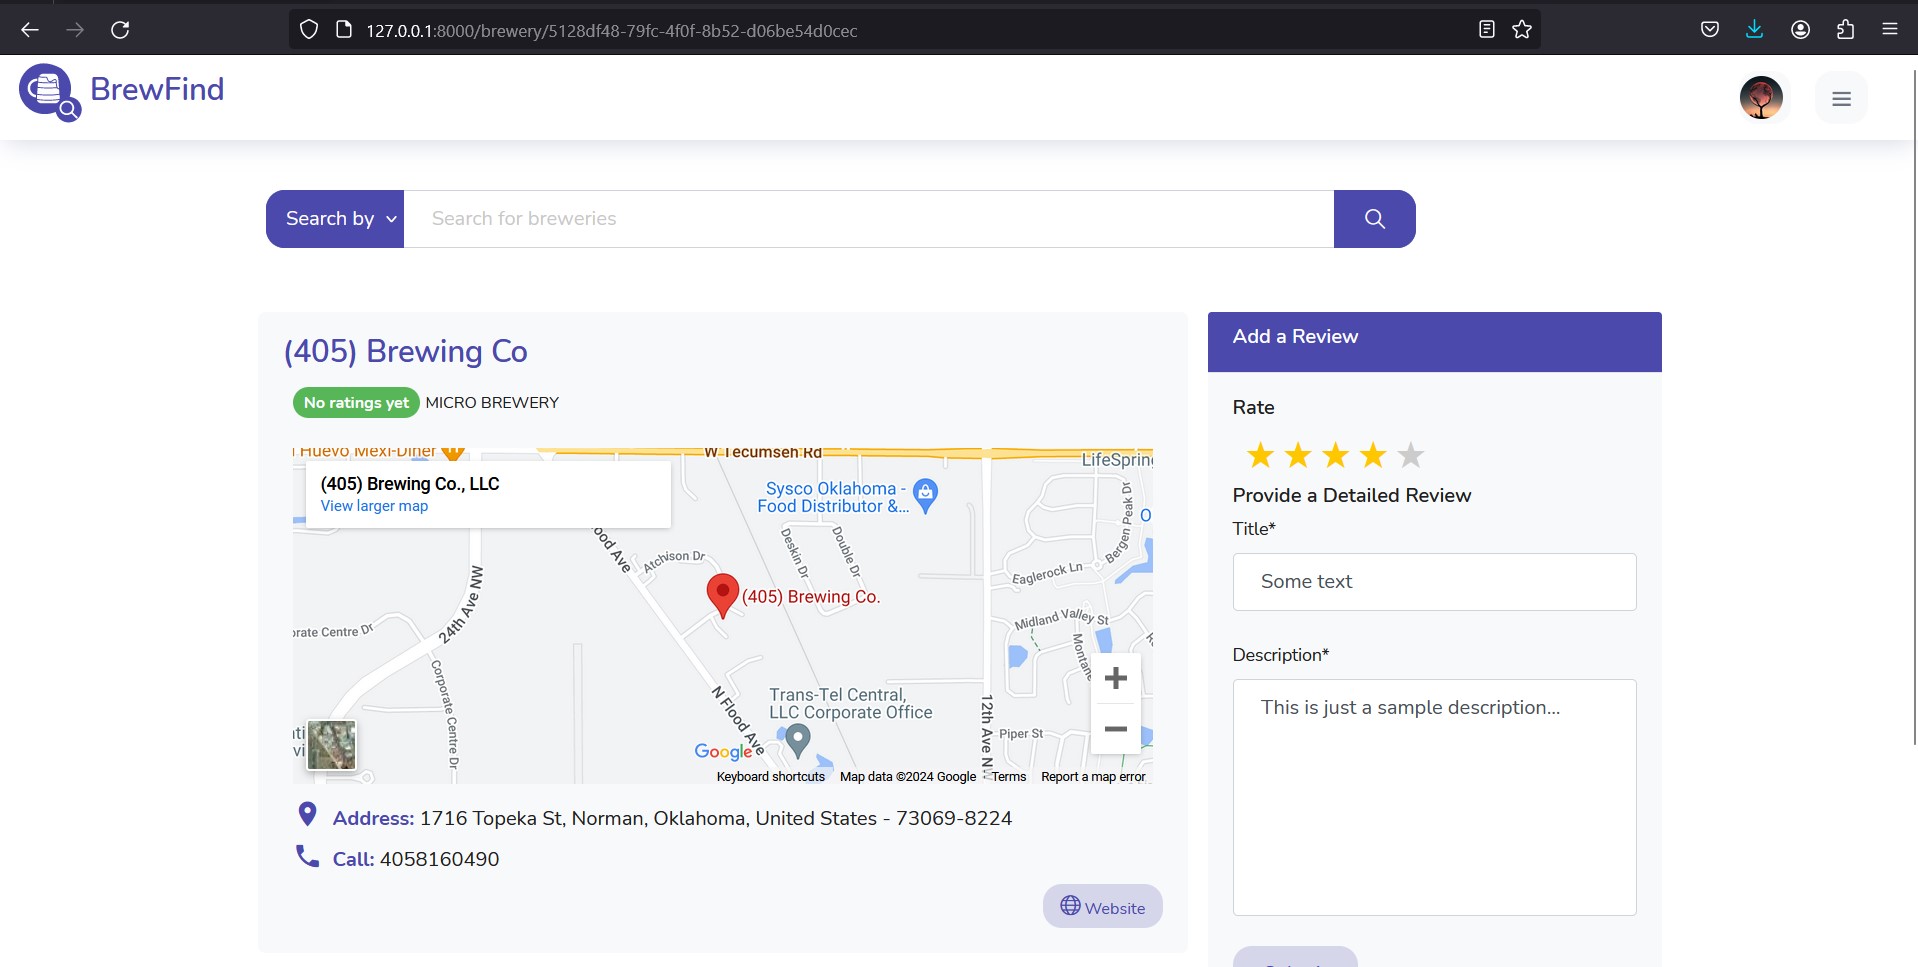 127.0.0.1:8000/brewery/5128df48-79fc-4f0f-8b52-d06be54d0cec
BrewFind
Search by
Search for breweries
(405) Brewing Co
No ratings yet MICRO BREWERY
Huevo Mexi-Diner
W Tecumseh Rd
LifeSpring
(405) Brewing Co., LLC
View larger map
Sysco Oklahoma -
Food Distributor &...
Bergen Peak Dr
Flood Ave
Atchison Dr
Deskin Dr
Double Dr
Eaglerock Ln
24th Ave NW
(405) Brewing Co.
Midland Valley St
orate Centre Dr
Corporate Centre Dr
N Flood Ave
Trans-Tel Central,
LLC Corporate Office
12th Ave NW
Piper St
Google
Keyboard shortcuts Map data ©2024 Google Terms Report a map error
Address: 1716 Topeka St, Norman, Oklahoma, United States - 73069-8224
Call: 4058160490
Website
Add a Review
Rate
Provide a Detailed Review
Title*
Some text
Description*
This is just a sample description...